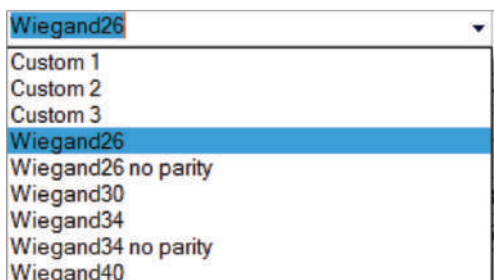 Wiegand26
Custom 1
Custom 2
Custom 3
Wiegand26
Wiegand26 no parity
Wiegand30
Wiegand34
Wiegand34 no parity
Wiegand40